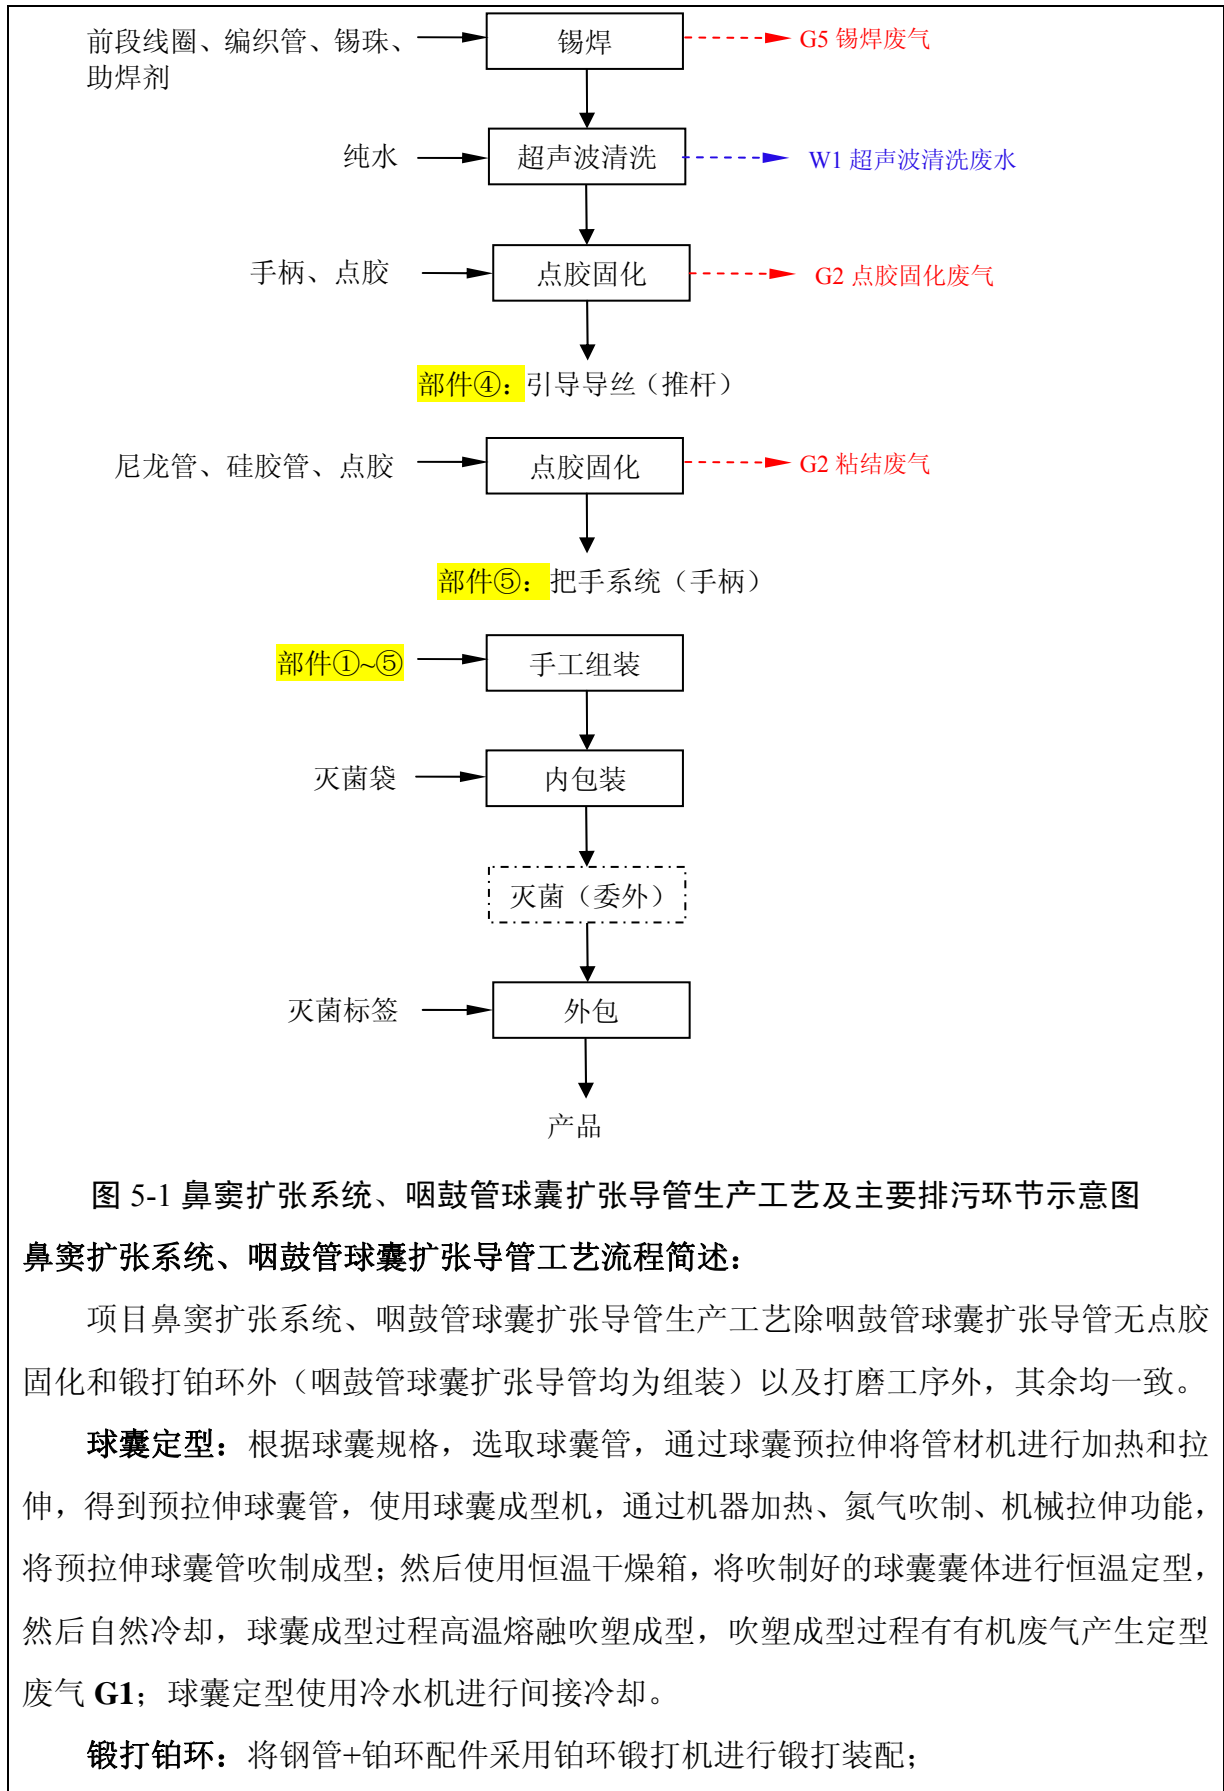 前段线圈、编织管、锡珠、
助焊剂
锡焊
G5 锡焊废气
纯水
超声波清洗
W1 超声波清洗废水
手柄、点胶
点胶固化
G2 点胶固化废气
部件④：引导导丝（推杆）
尼龙管、硅胶管、点胶
点胶固化
G2 粘结废气
部件⑤：把手系统（手柄）
部件①~⑤
手工组装
灭菌袋
内包装
灭菌（委外）
灭菌标签
外包
产品
图 5-1 鼻窦扩张系统、咽鼓管球囊扩张导管生产工艺及主要排污环节示意图
鼻窦扩张系统、咽鼓管球囊扩张导管工艺流程简述：
项目鼻窦扩张系统、咽鼓管球囊扩张导管生产工艺除咽鼓管球囊扩张导管无点胶
固化和锻打铂环外（咽鼓管球囊扩张导管均为组装）以及打磨工序外，其余均一致。
球囊定型：根据球囊规格，选取球囊管，通过球囊预拉伸将管材机进行加热和拉
伸，得到预拉伸球囊管，使用球囊成型机，通过机器加热、氮气吹制、机械拉伸功能，
将预拉伸球囊管吹制成型；然后使用恒温干燥箱，将吹制好的球囊囊体进行恒温定型，
然后自然冷却，球囊成型过程高温熔融吹塑成型，吹塑成型过程有有机废气产生定型
废气 G1；球囊定型使用冷水机进行间接冷却。
锻打铂环：将钢管+铂环配件采用铂环锻打机进行锻打装配；